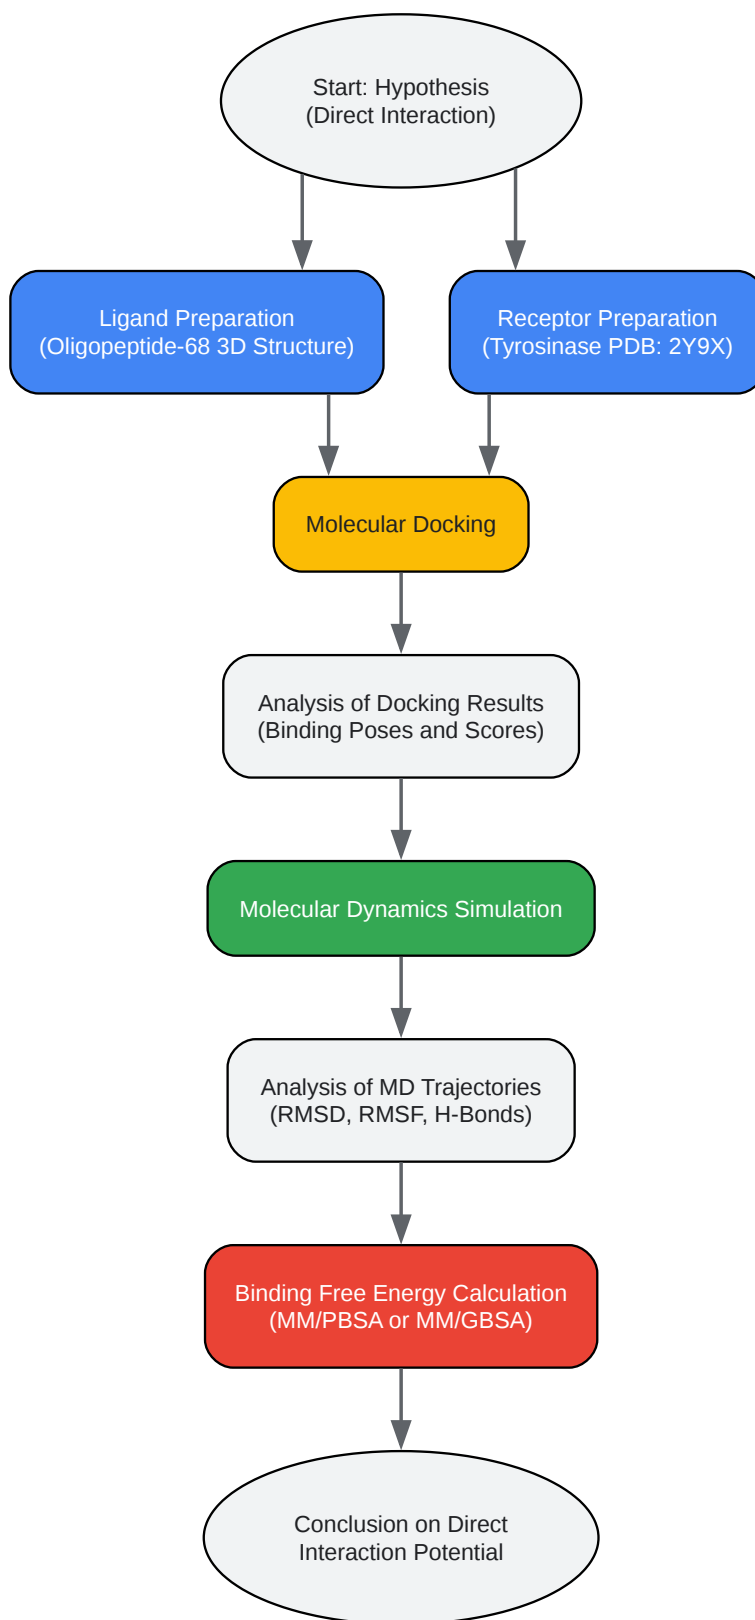 Start: Hypothesis
(Direct Interaction)
Ligand Preparation
(Oligopeptide-68 3D Structure)
Receptor Preparation
(Tyrosinase PDB: 2Y9X)
Molecular Docking
Analysis of Docking Results
(Binding Poses and Scores)
Molecular Dynamics Simulation
Analysis of MD Trajectories
(RMSD, RMSF, H-Bonds)
Binding Free Energy Calculation
(MM/PBSA or MM/GBSA)
Conclusion on Direct
Interaction Potential